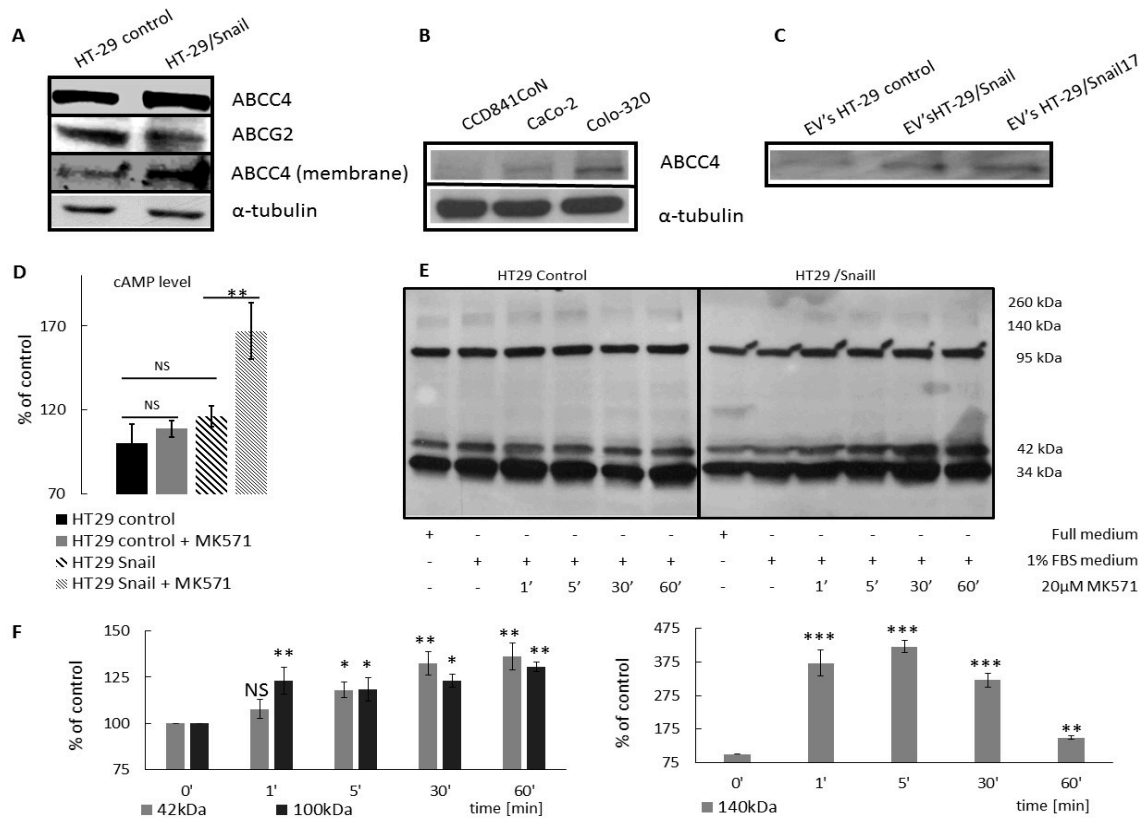 A
HT-29 control
HT-29/Snail
ABCC4
ABCG2
ABCC4 (membrane)
α-tubulin
B
CCD841CoN
CaCo-2
Colo-320
ABCC4
α-tubulin
C
EV's HT-29 control
EV'sHT-29/Snail
EV's HT-29/Snail17
D
cAMP level
% of control
170
120
70
**
NS
NS
HT29 control
HT29 control + MK571
HT29 Snail
HT29 Snail + MK571
E
HT29 Control
HT29 /Snaill
260 kDa
140 kDa
95 kDa
42 kDa
34 kDa
+ - - - - - + - - - - - Full medium
- + + + + + - + + + + + 1% FBS medium
- - 1' 5' 30' 60' - - 1' 5' 30' 60' 20µM MK571
F
% of control
150
125
100
75
NS ** * * ** * ** **
0' 1' 5' 30' 60'
42kDa 100kDa time [min]
% of control
475
375
275
175
75
*** *** *** **
0' 1' 5' 30' 60'
140kDa time [min]